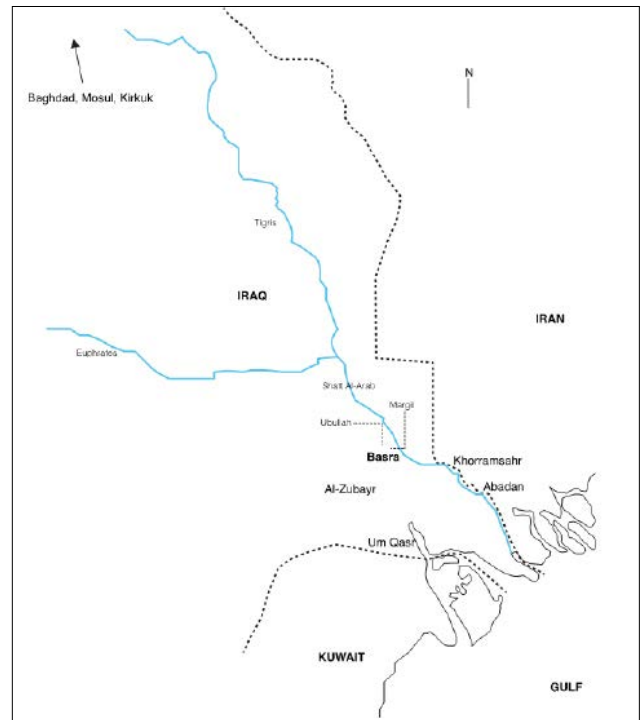 N
Baghdad, Mosul, Kirkuk
Tigris
IRAQ
IRAN
Euphrates
Shatt Al-Arab
Margil
Ubullah
Basra
Khorramsahr
Abadan
Al-Zubayr
Um Qasr
KUWAIT
GULF